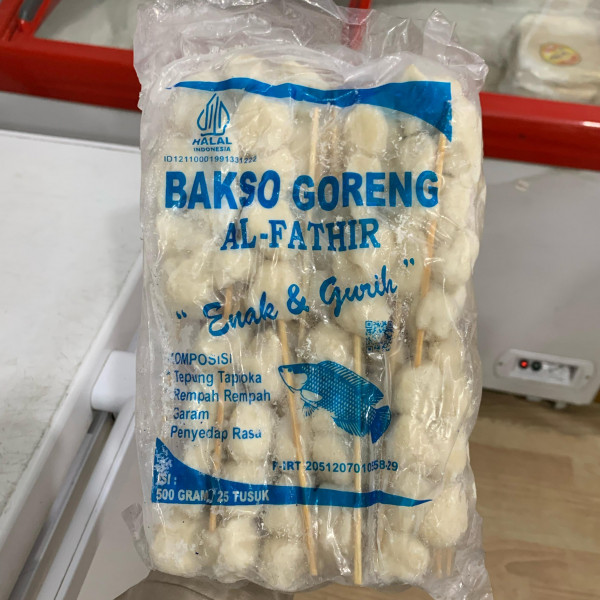 HALAL
INDONESIA
BAKSO GORENG
AL-FATHIR
" Enak & Gurih "
KOMPOSISI
Tepung Tapioka
Rempah Rempah
Garam
Penyedap Rasa
ISI :
500 GRAM / 25 TUSUK